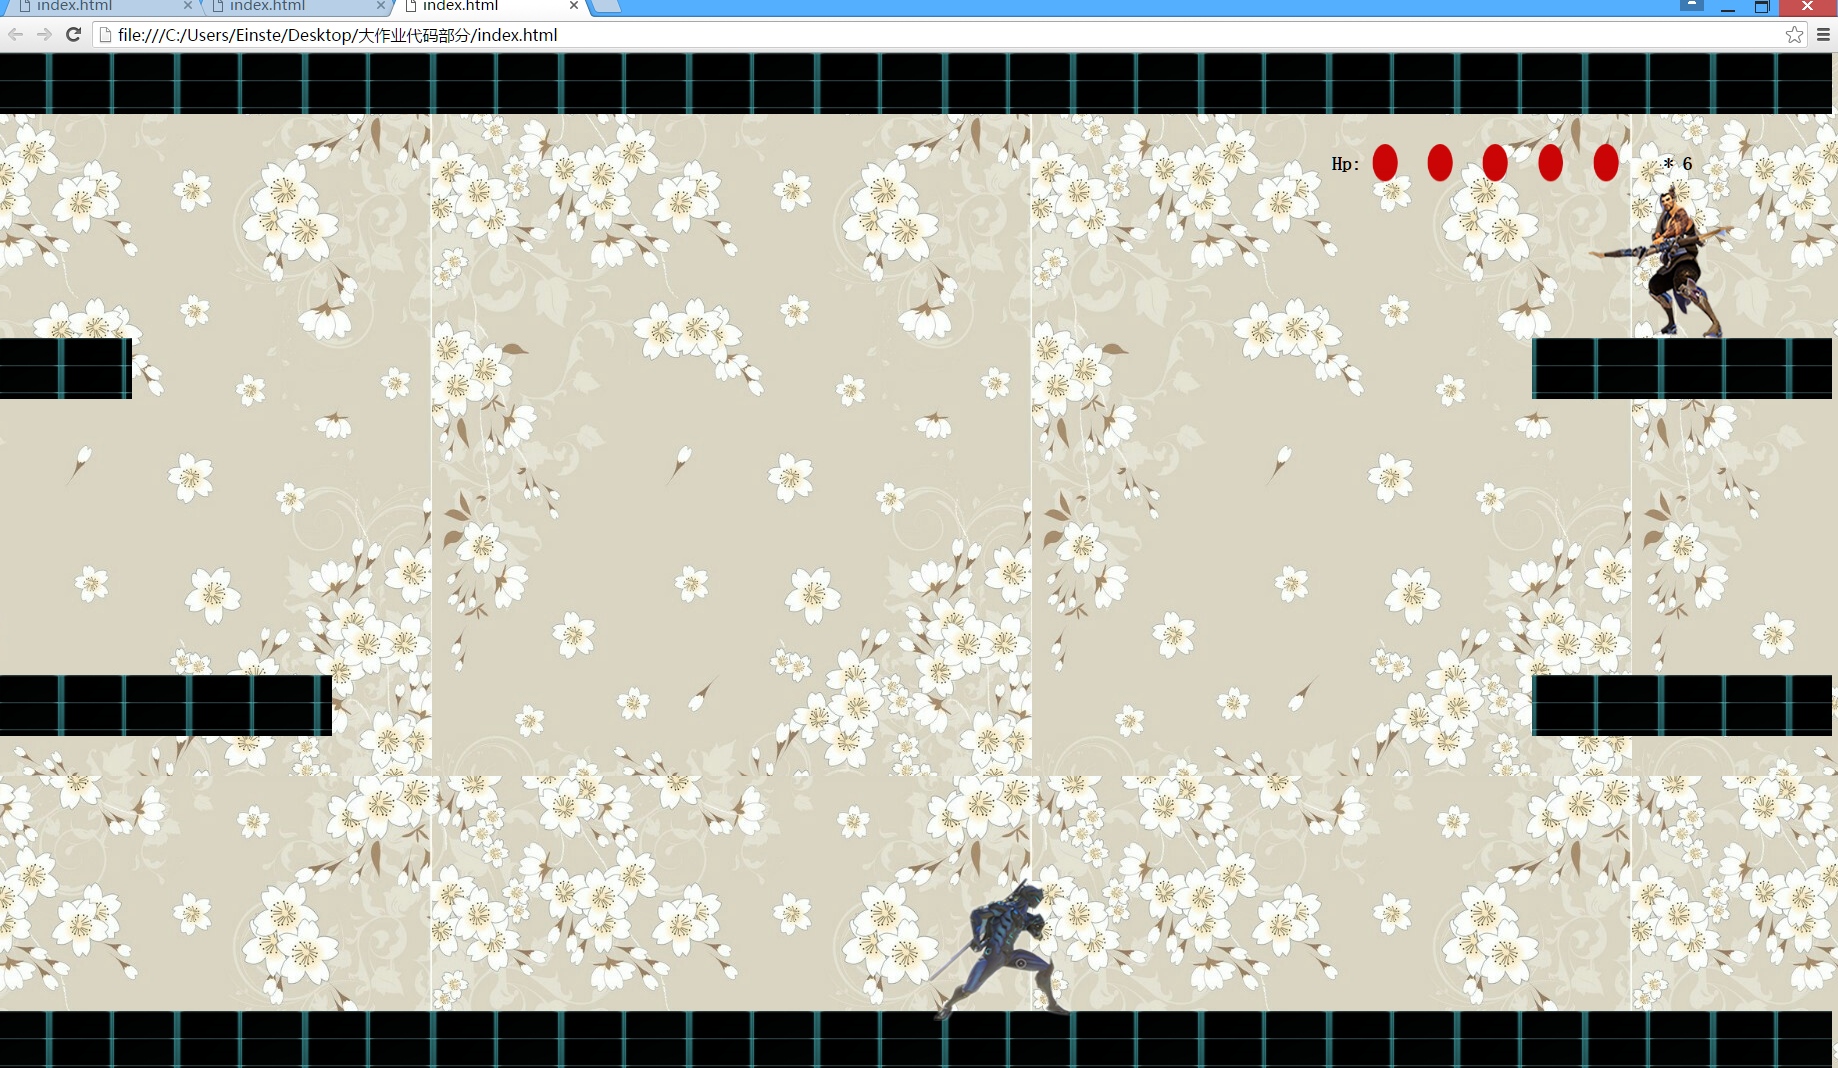 index.html
index.html
index.html
file:///C:/Users/Einste/Desktop/大作业代码部分/index.html
Hp:
* 6